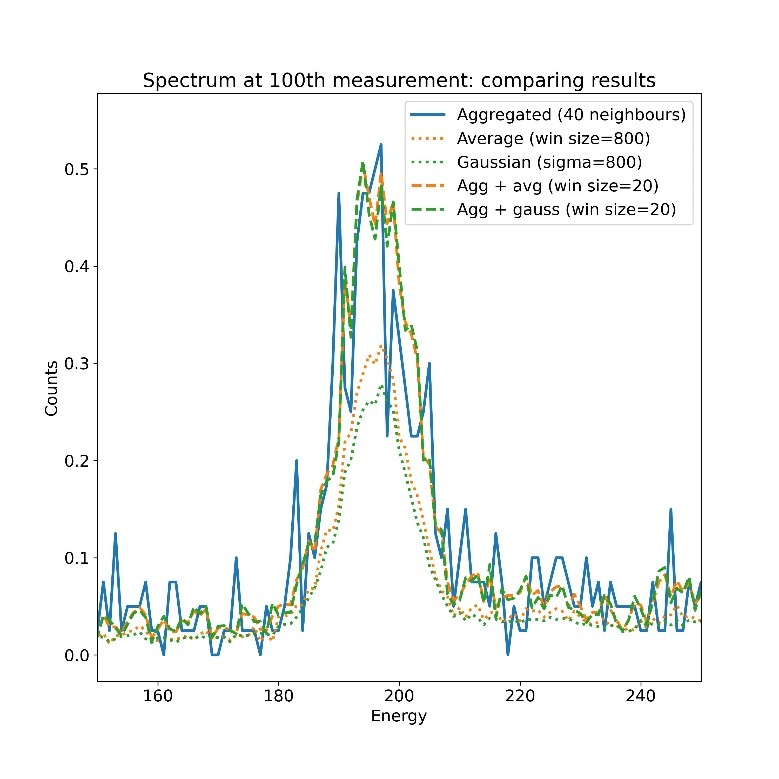 Spectrum at 100th measurement: comparing results
Aggregated (40 neighbours)
Average (win size=800)
Gaussian (sigma=800)
Agg + avg (win size=20)
Agg + gauss (win size=20)
0.5
0.4
0.3
0.2
0.1
0.0
Counts
160
180
200
220
240
Energy